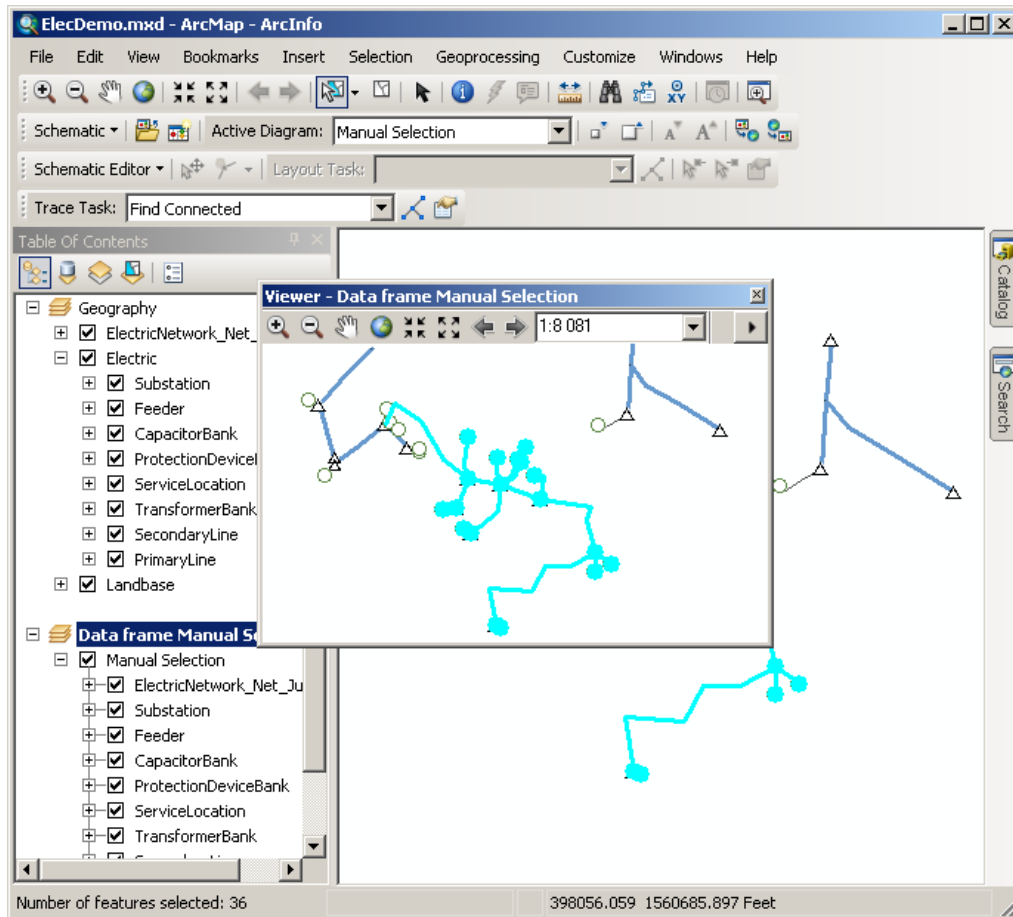 ElecDemo.mxd - ArcMap - ArcInfo
File Edit View Bookmarks Insert Selection Geoprocessing Customize Windows Help
XY
Schematic Active Diagram: Manual Selection A A
Schematic Editor Layout Task:
Trace Task: Find Connected
Table Of Contents
Geography
ElectricNetwork_Net_
Electric
Substation
Feeder
CapacitorBank
ProtectionDevice
ServiceLocation
TransformerBank
SecondaryLine
PrimaryLine
Landbase
Data frame Manual Se
Manual Selection
ElectricNetwork_Net_Ju
Substation
Feeder
CapacitorBank
ProtectionDeviceBank
ServiceLocation
TransformerBank
Viewer - Data frame Manual Selection
1:8 081
Catalog
Search
Number of features selected: 36
398056.059 1560685.897 Feet